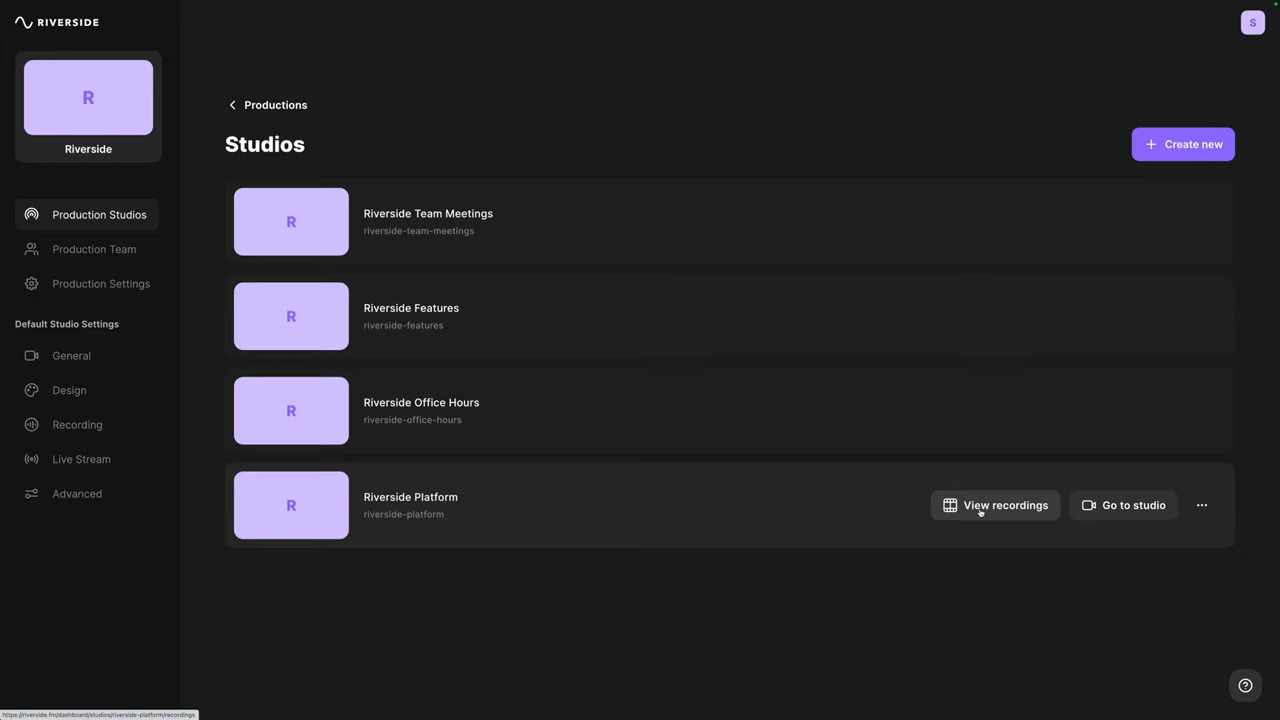 RIVERSIDE
S
R
Riverside
Production Studios
Production Team
Production Settings
Default Studio Settings
General
Design
Recording
Live Stream
Advanced
Productions
Studios
Create new
R
Riverside Team Meetings
riverside-team-meetings
R
Riverside Features
riverside-features
R
Riverside Office Hours
riverside-office-hours
R
Riverside Platform
riverside-platform
View recordings
Go to studio
https://riverside.fm/dashboard/studios/riverside-platform/recordings